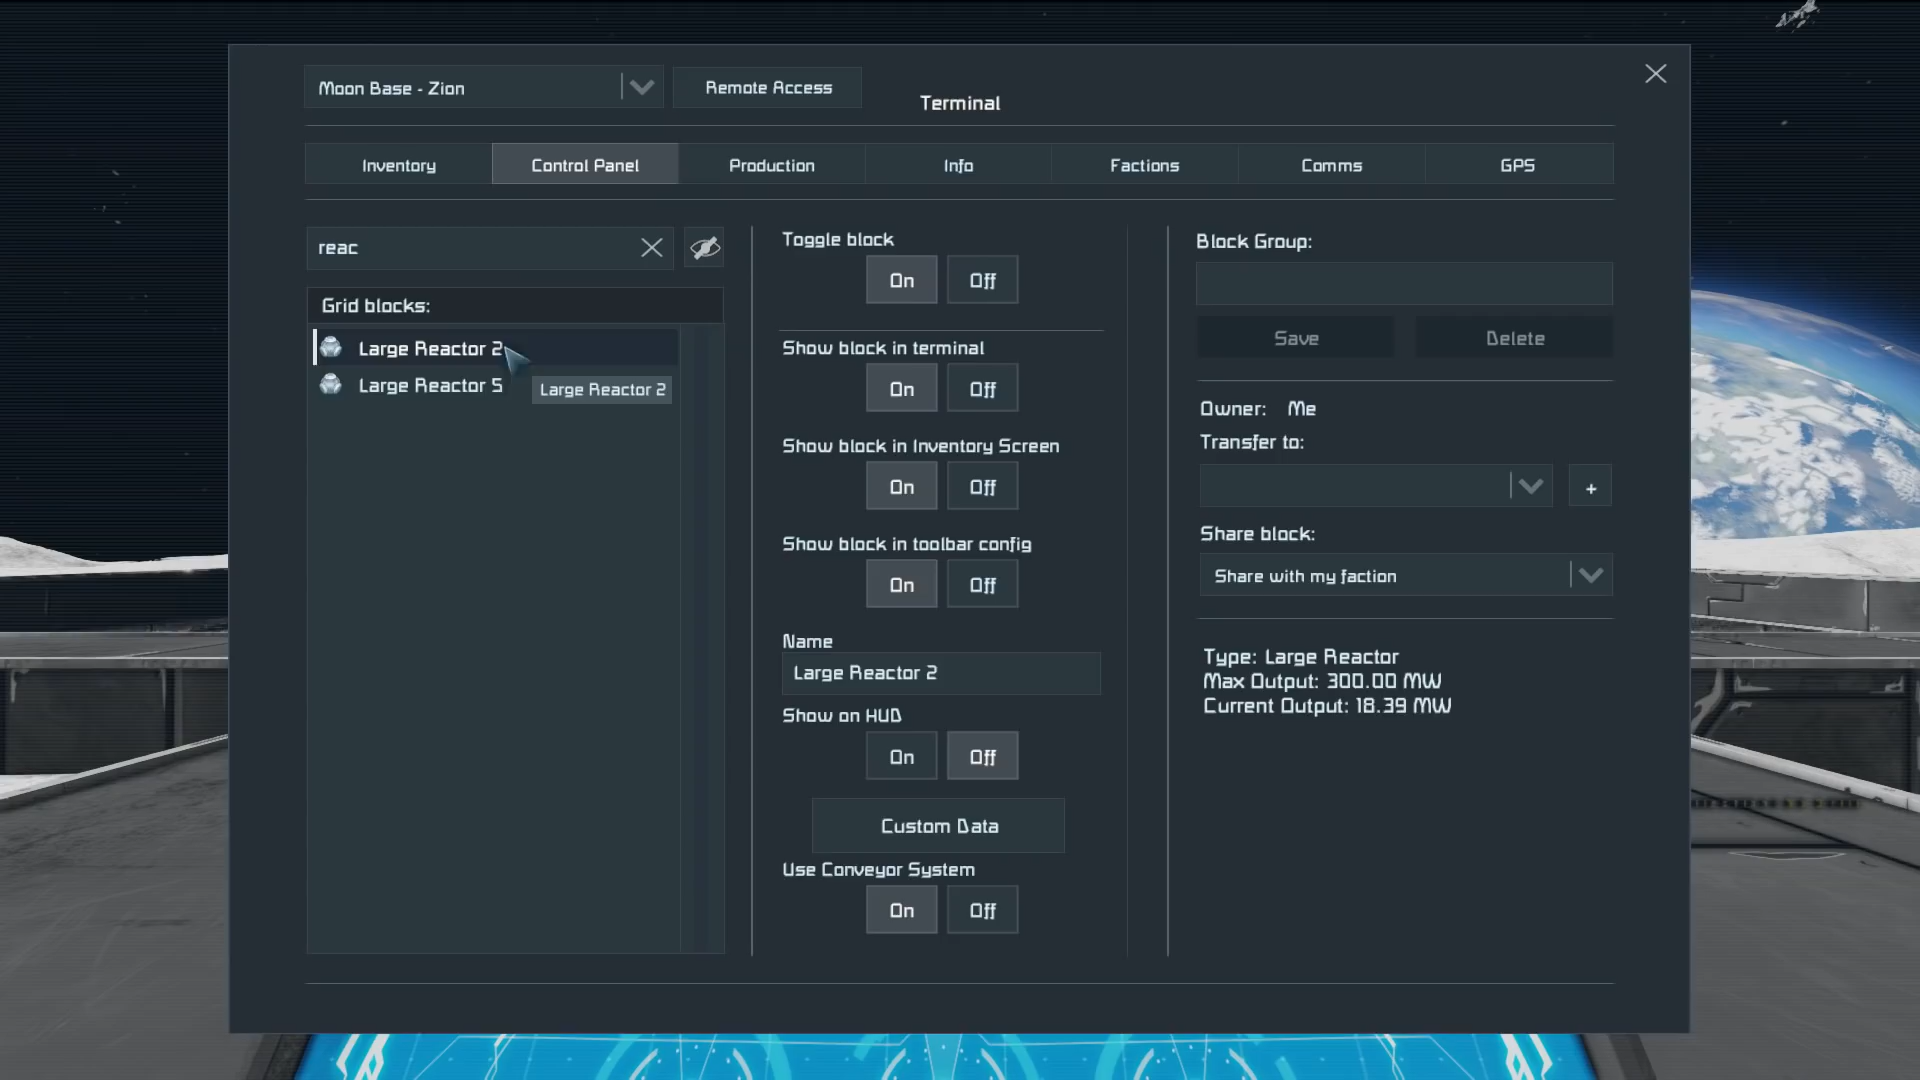 Moon Base - Zion
Remote Access
Terminal
Inventory
Control Panel
Production
Info
Factions
Comms
GPS
reac
Grid blocks:
Large Reactor 2
Large Reactor 5
Large Reactor 2
Toggle block
On
Off
Show block in terminal
On
Off
Show block in Inventory Screen
On
Off
Show block in toolbar config
On
Off
Name
Large Reactor 2
Show on HUD
On
Off
Custom Data
Use Conveyor System
On
Off
Block Group:
Save
Delete
Owner: Me
Transfer to:
+
Share block:
Share with my faction
Type: Large Reactor
Max Output: 300.00 MW
Current Output: 18.39 MW